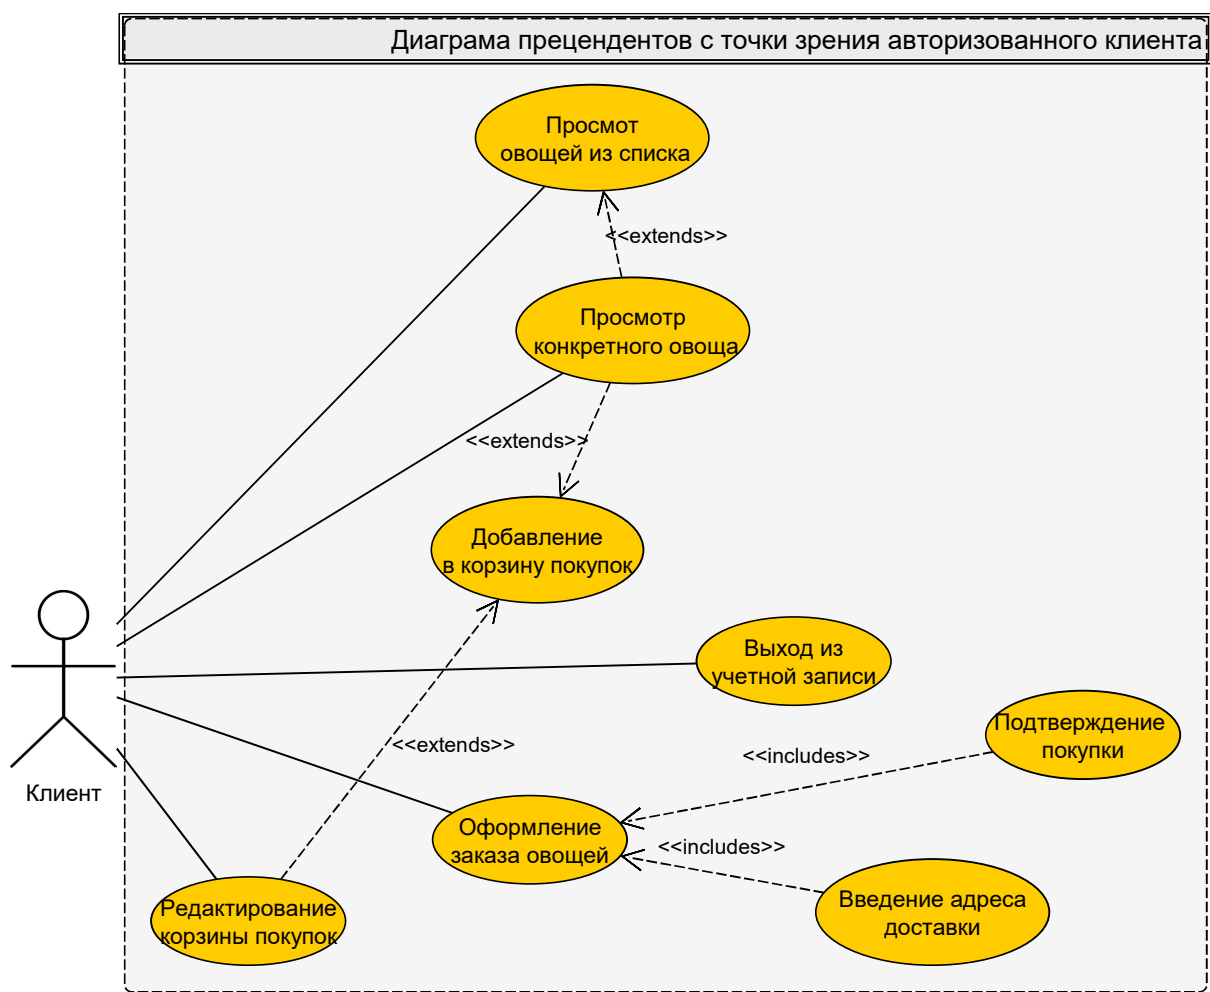 Диаграма прецендентов с точки зрения авторизованного клиента
Просмот
овощей из списка
<<extends>>
Просмотр
конкретного овоща
<<extends>>
Добавление
в корзину покупок
Выход из
учетной записи
Подтверждение
покупки
<<extends>>
<<includes>>
Клиент
Оформление
заказа овощей
<<includes>>
Введение адреса
доставки
Редактирование
корзины покупок